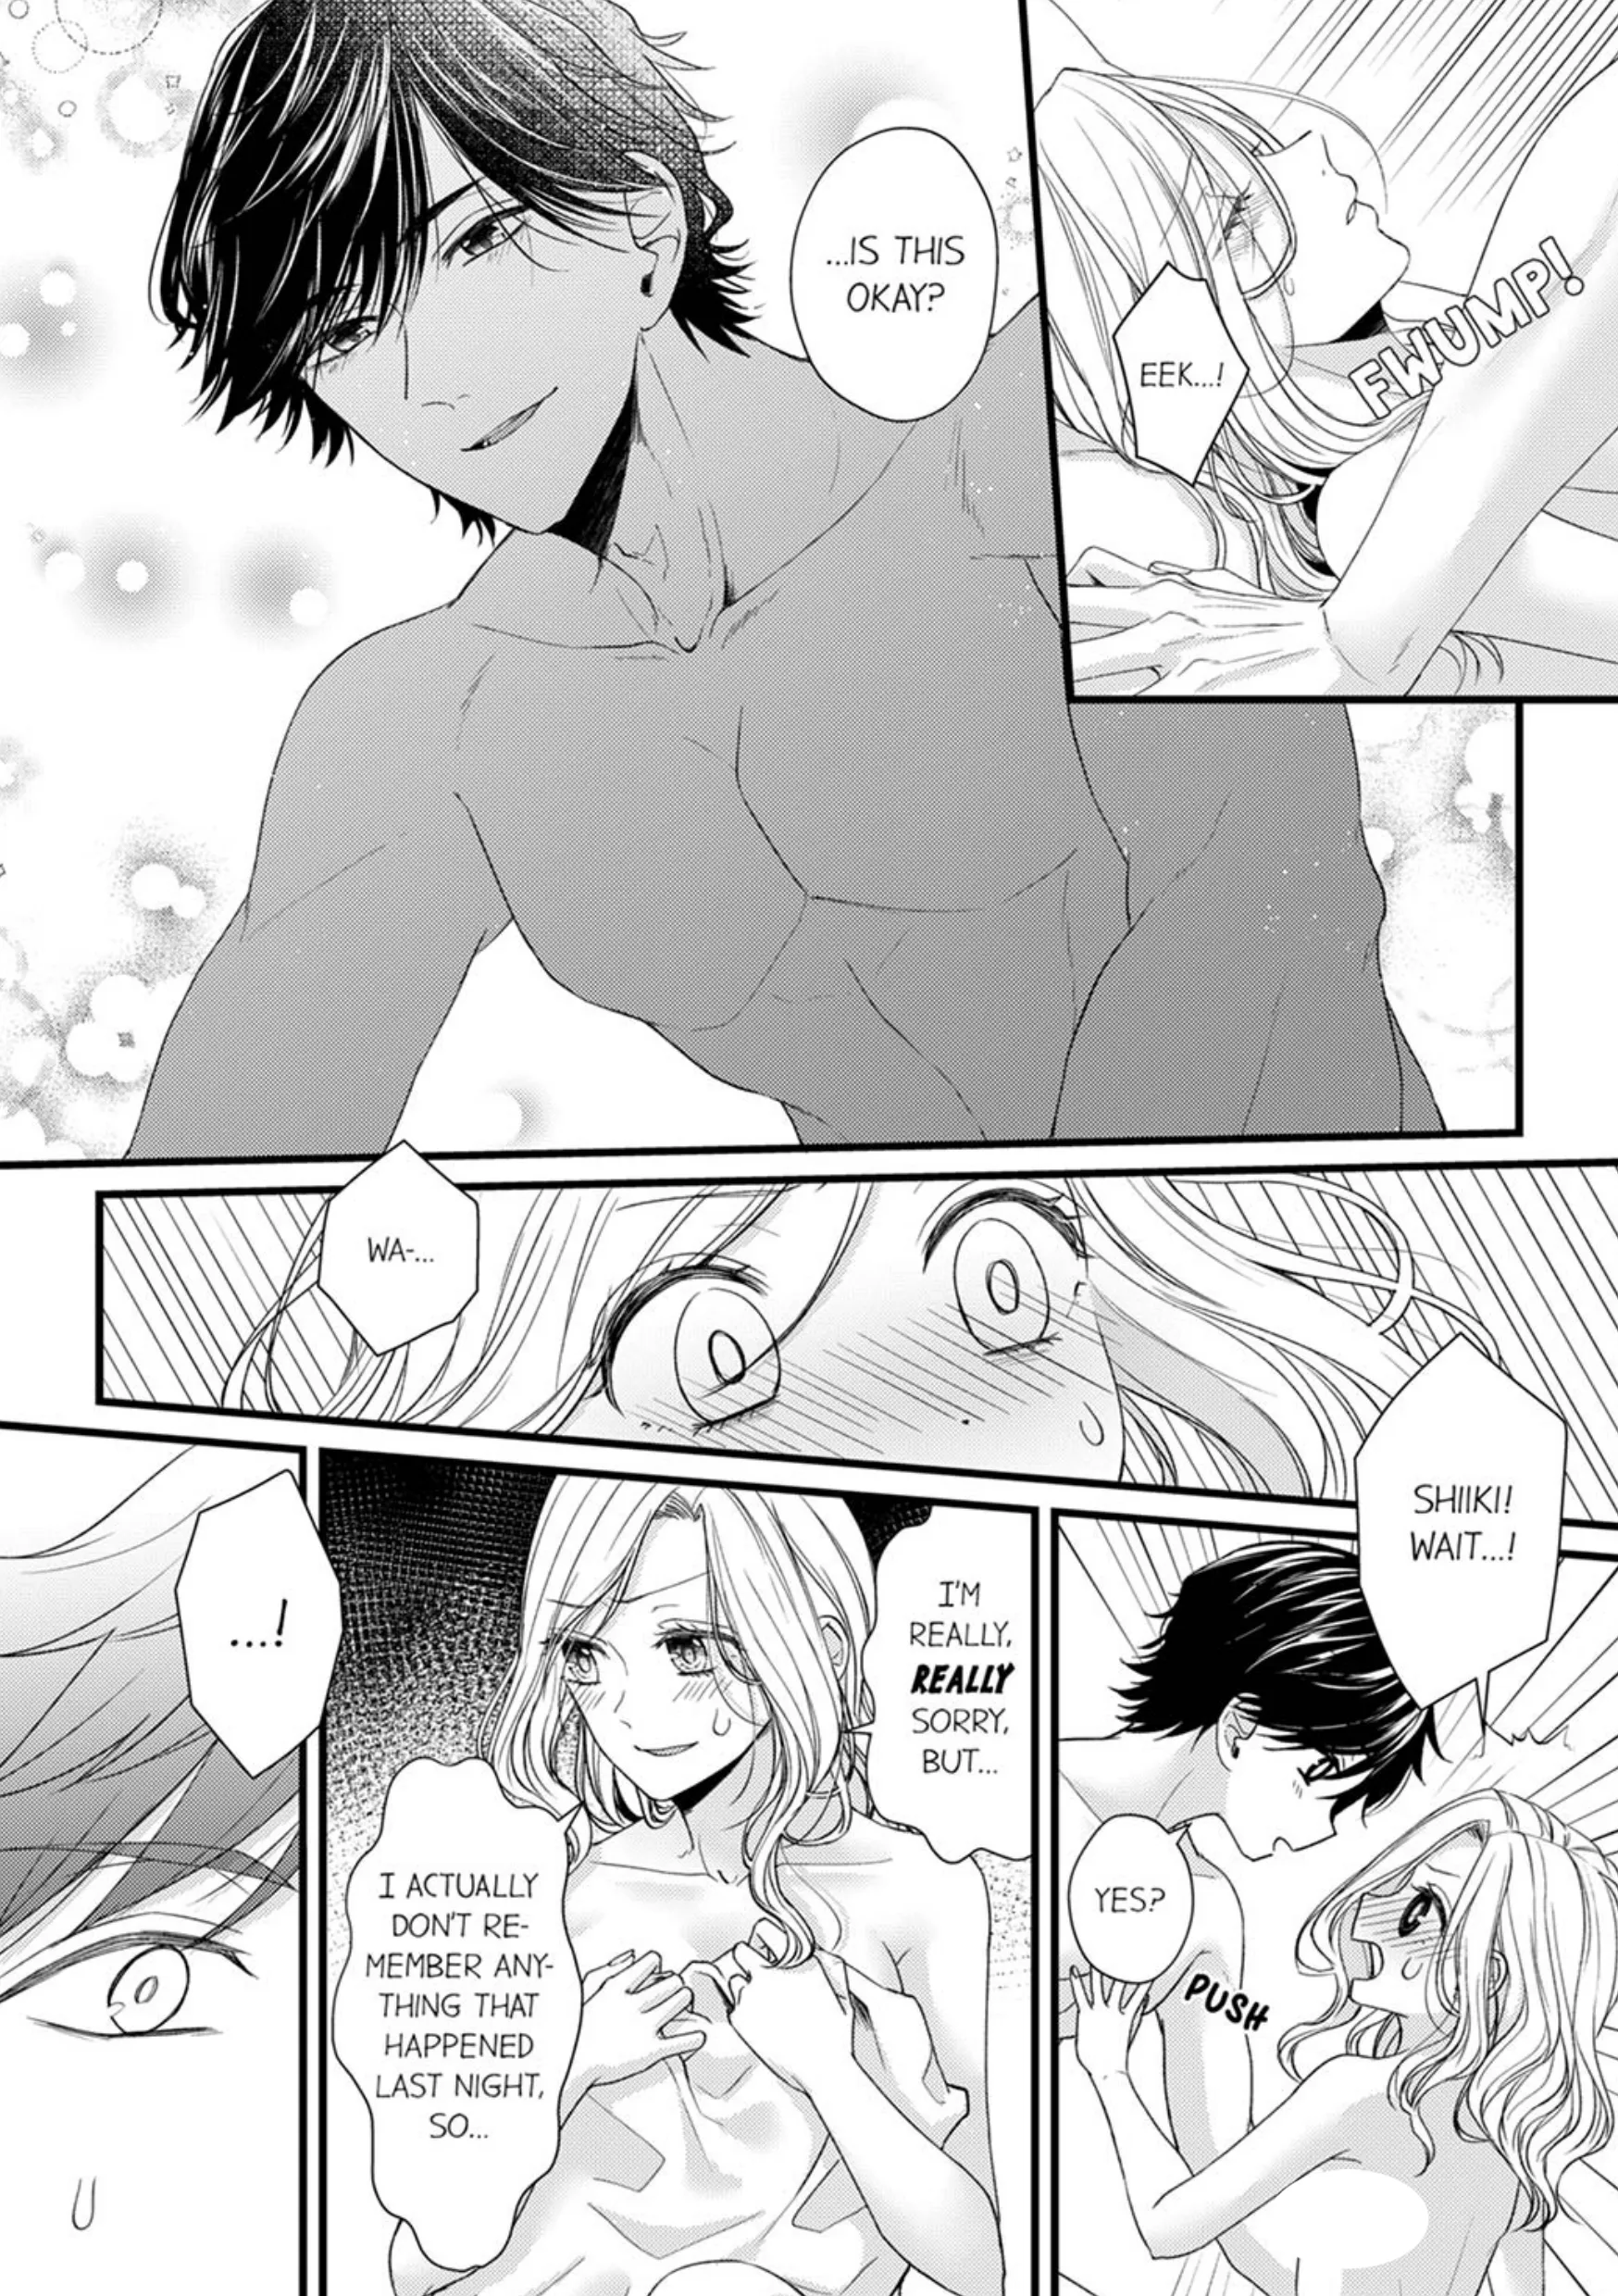 EEK...!
FWUMP!
...IS THIS
OKAY?
WA-...
SHIIKI!
WAIT...!
YES?
PUSH
I'M
REALLY,
REALLY
SORRY,
BUT...
I ACTUALLY
DON'T RE-
MEMBER ANY-
THING THAT
HAPPENED
LAST NIGHT,
SO...
...!